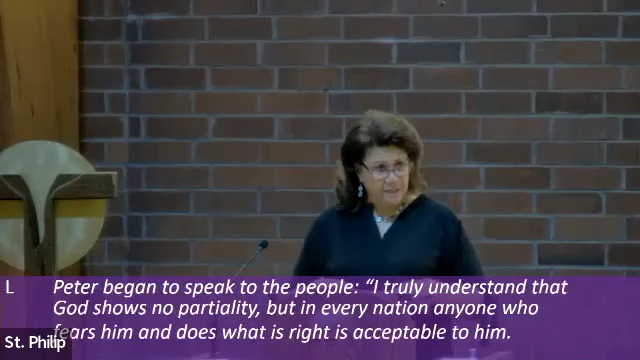 L Peter began to speak to the people: “I truly understand that
God shows no partiality, but in every nation anyone who
fears him and does what is right is acceptable to him.
St. Philip